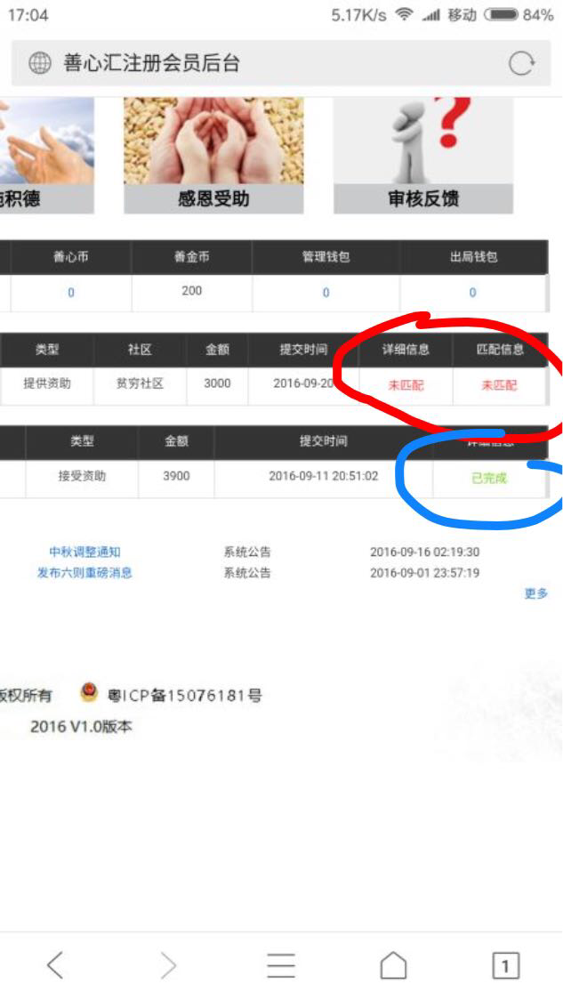 17:04 5.17K/s 移动 84%
善心汇注册会员后台
积德 感恩受助 审核反馈
善心币 善金币 管理钱包 出局钱包
0 200 0 0
类型 社区 金额 提交时间 详细信息 匹配信息
提供资助 贫穷社区 3000 2016-09-20 未匹配 未匹配
类型 金额 提交时间 详细信息
接受资助 3900 2016-09-11 20:51:02 已完成
中秋调整通知 系统公告 2016-09-16 02:19:30
发布六则重磅消息 系统公告 2016-09-01 23:57:19
更多
版权所有 粤ICP备15076181号
2016 V1.0版本
1